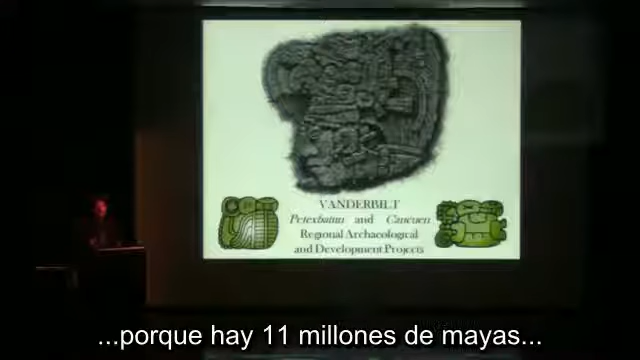 VANDERBILT
Petexbatun and Cancuen
Regional Archaeological
and Development Projects
...porque hay 11 millones de mayas...